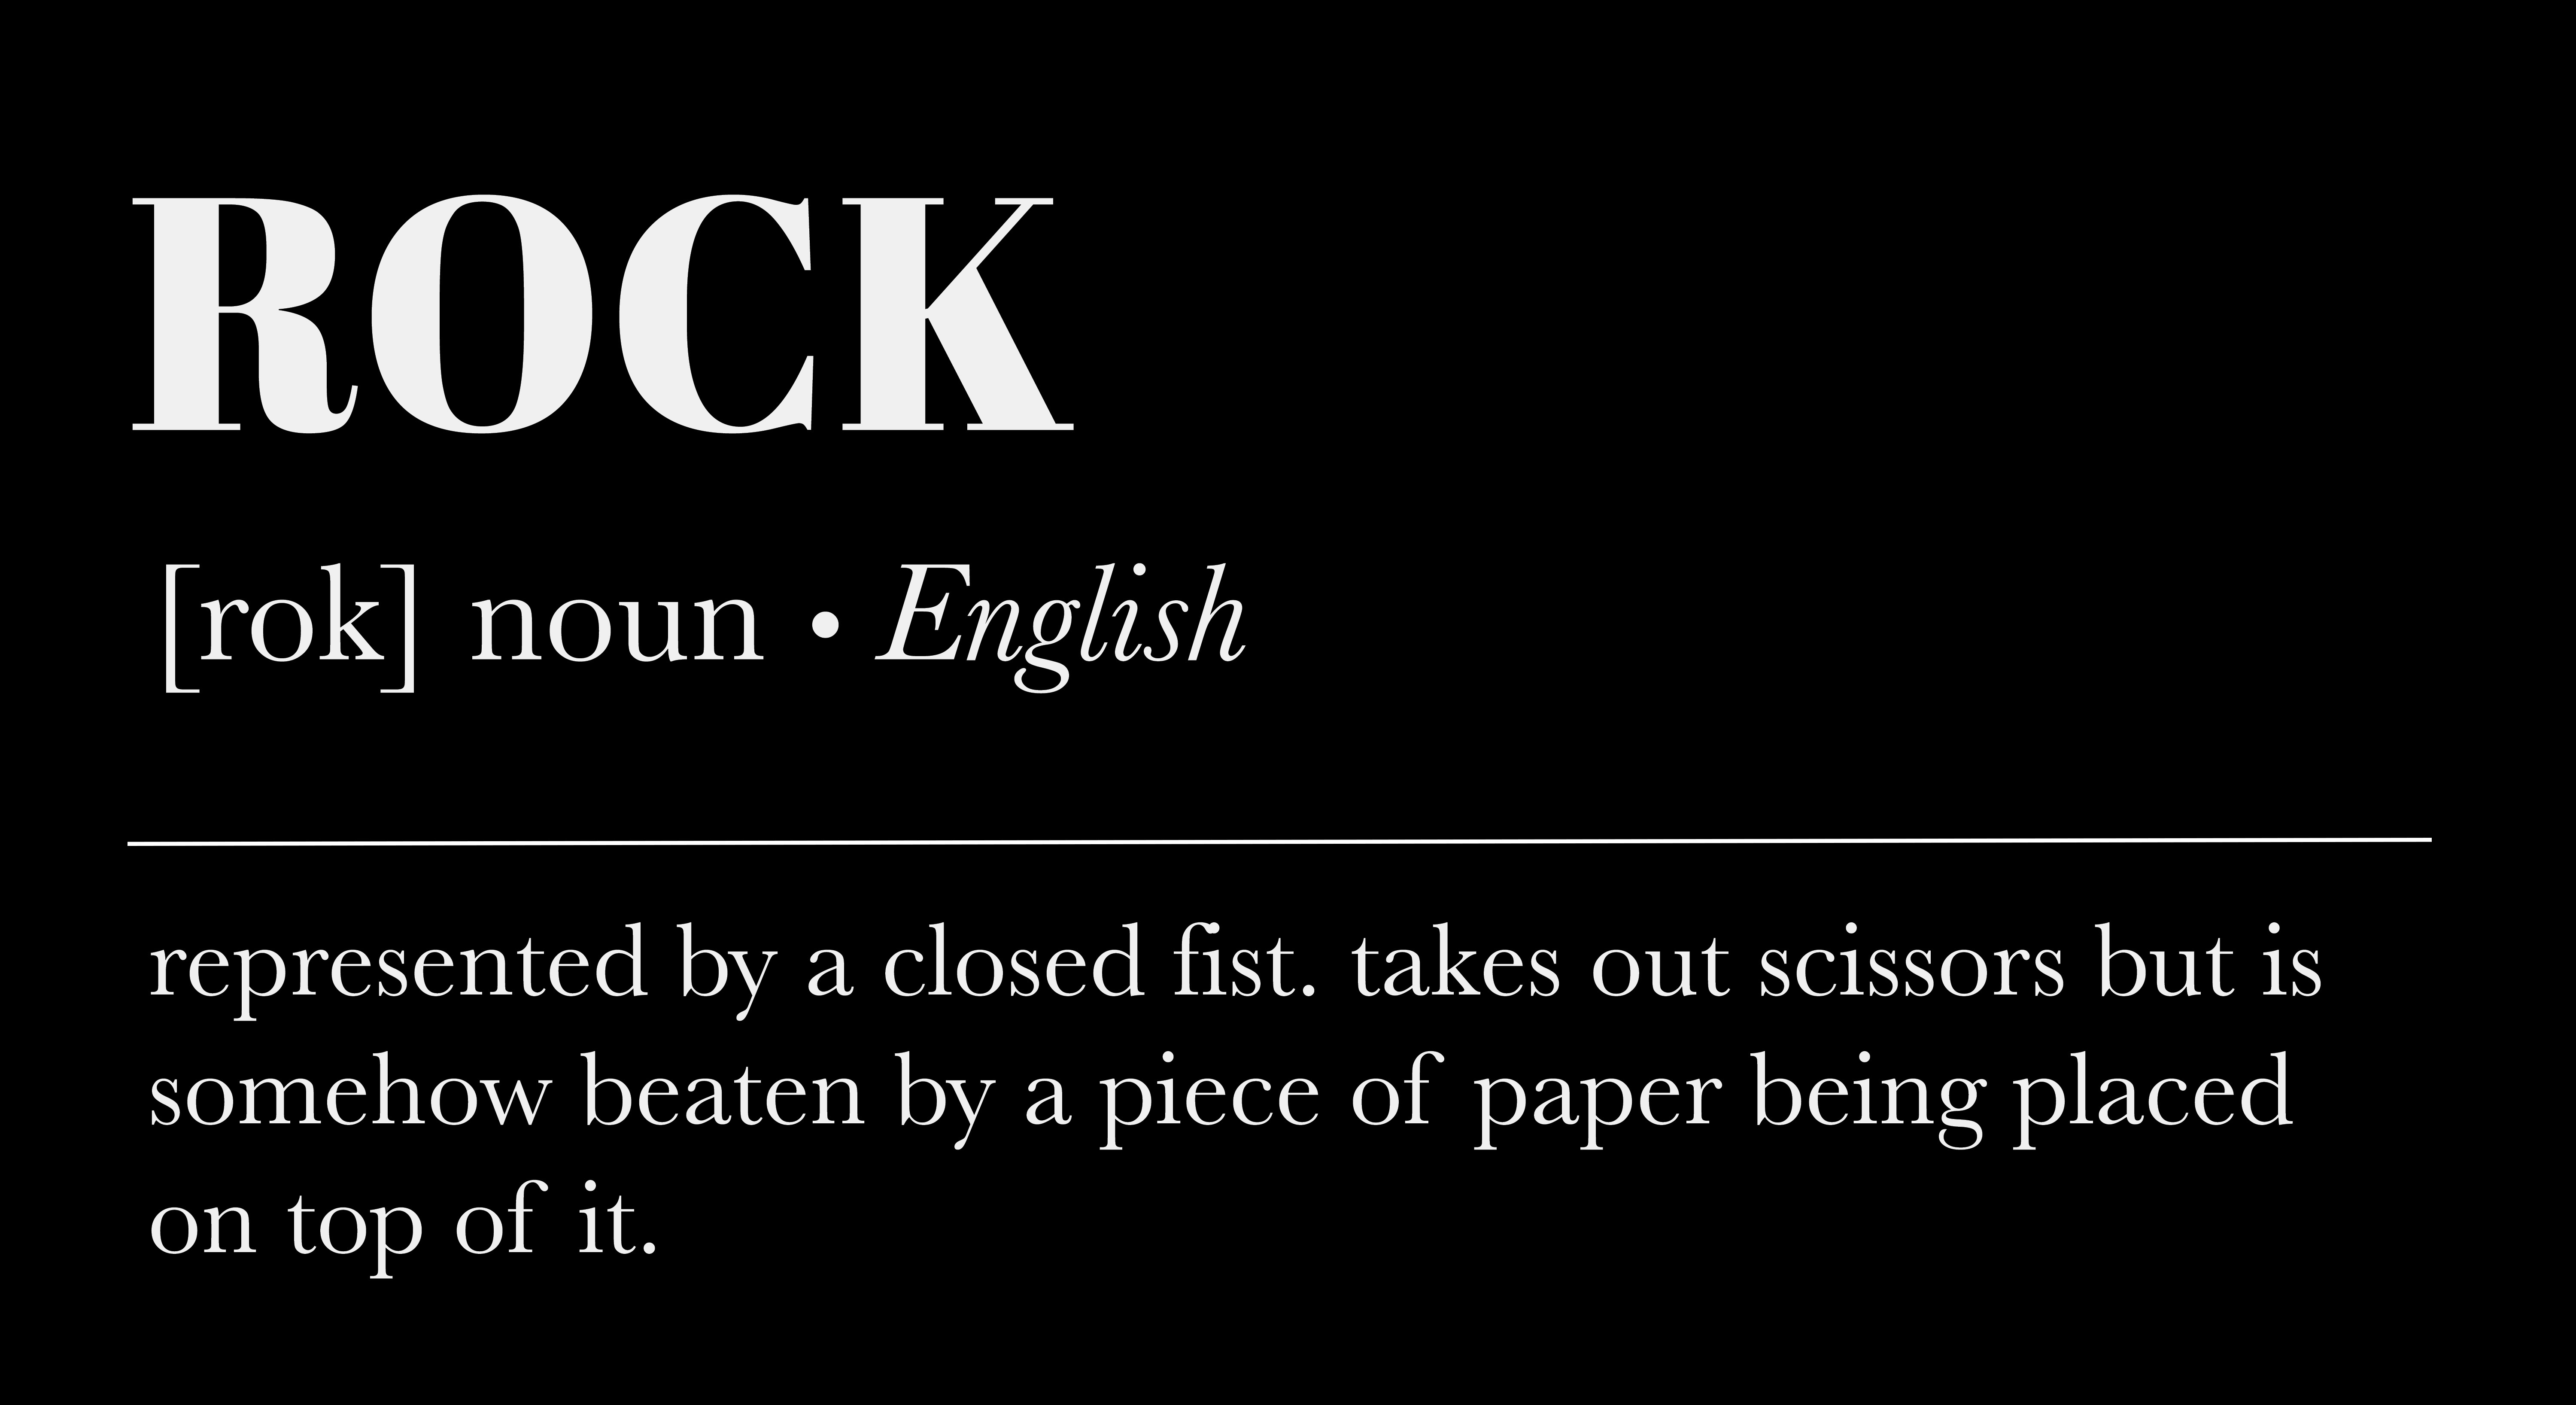 ROCK
[rok] noun • English
represented by a closed fist. takes out scissors but is
somehow beaten by a piece of paper being placed
on top of it.